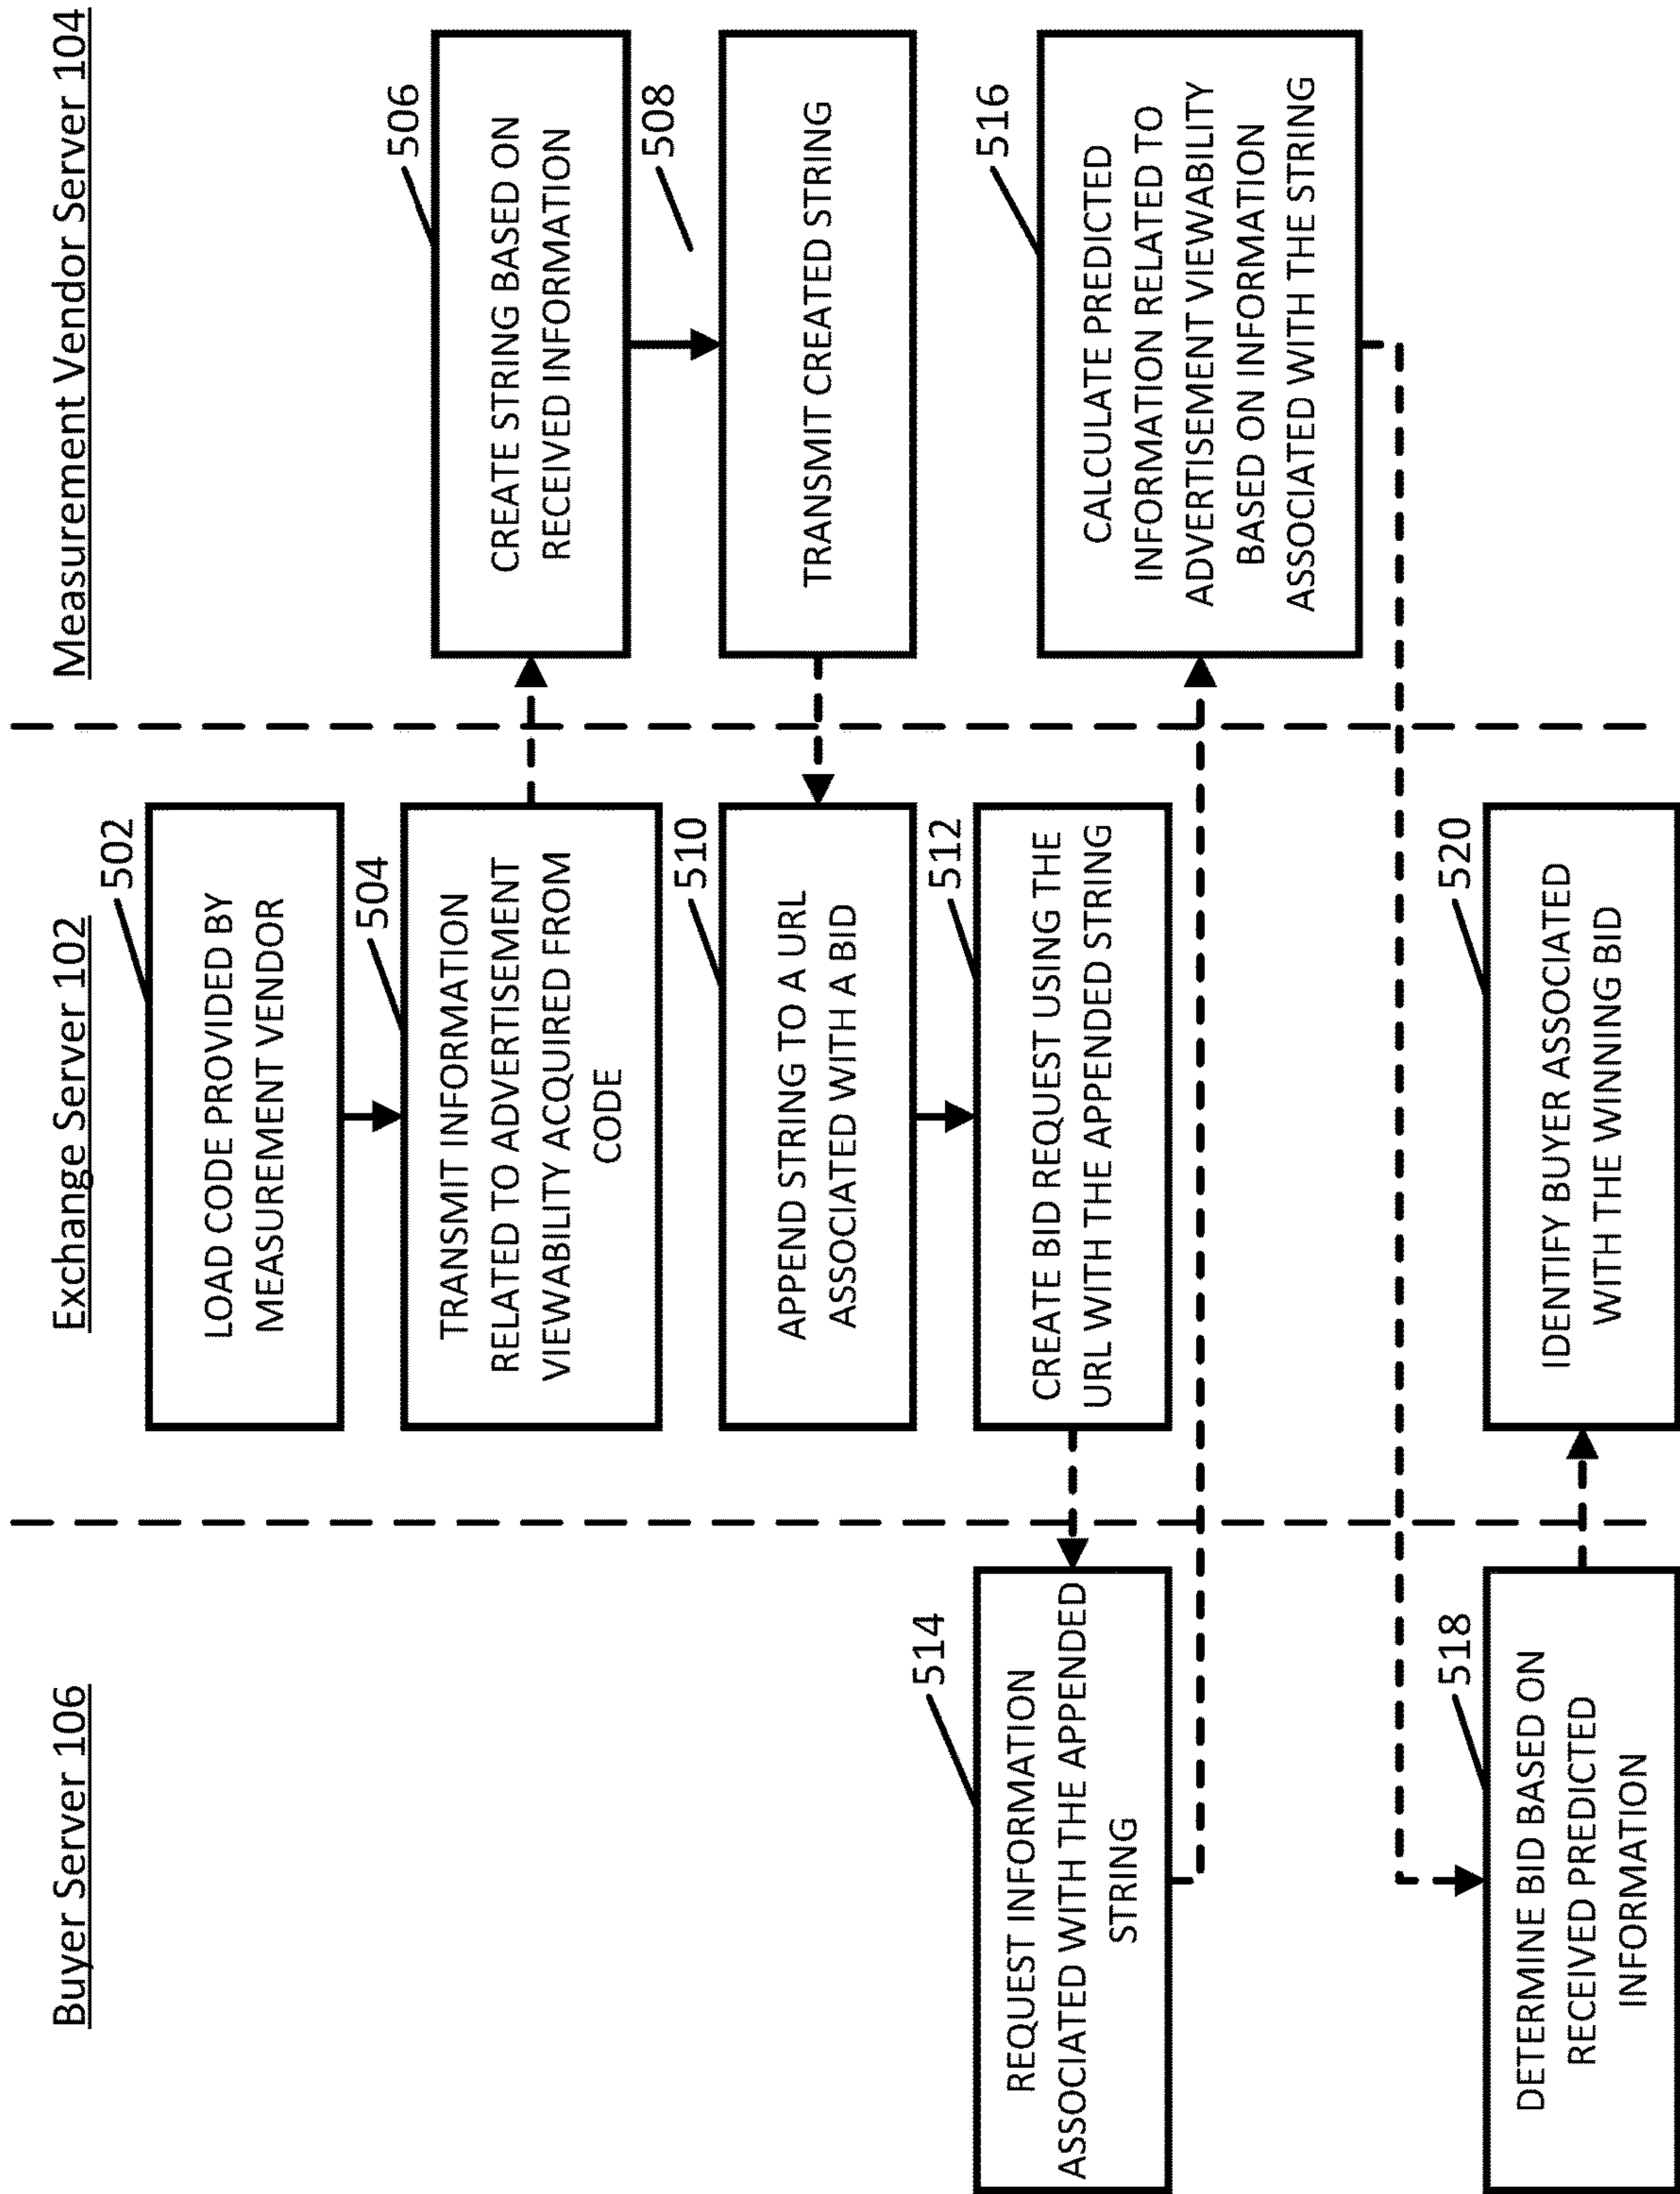 Buyer Server 106
Exchange Server 102
Measurement Vendor Server 104
502
LOAD CODE PROVIDED BY
MEASUREMENT VENDOR
504
TRANSMIT INFORMATION
RELATED TO ADVERTISEMENT
VIEWABILITY ACQUIRED FROM
CODE
506
CREATE STRING BASED ON
RECEIVED INFORMATION
508
TRANSMIT CREATED STRING
510
APPEND STRING TO A URL
ASSOCIATED WITH A BID
512
CREATE BID REQUEST USING THE
URL WITH THE APPENDED STRING
514
REQUEST INFORMATION
ASSOCIATED WITH THE APPENDED
STRING
516
CALCULATE PREDICTED
INFORMATION RELATED TO
ADVERTISEMENT VIEWABILITY
BASED ON INFORMATION
ASSOCIATED WITH THE STRING
518
DETERMINE BID BASED ON
RECEIVED PREDICTED
INFORMATION
520
IDENTIFY BUYER ASSOCIATED
WITH THE WINNING BID